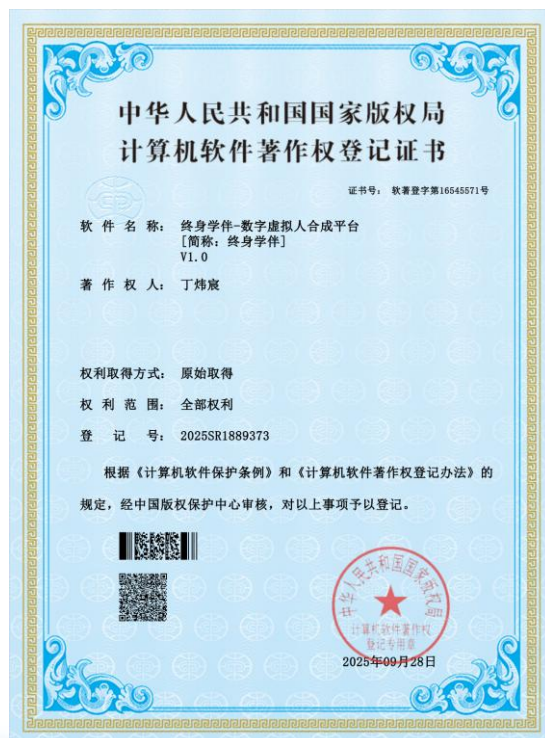 中华人民共和国国家版权局
计算机软件著作权登记证书
证书号： 软著登字第16545571号
软件名称： 终身学伴-数字虚拟人合成平台
[简称：终身学伴]
V1.0
著作权人： 丁炜宸
权利取得方式： 原始取得
权利范围： 全部权利
登记号： 2025SR1889373
根据《计算机软件保护条例》和《计算机软件著作权登记办法》的
规定，经中国版权保护中心审核，对以上事项予以登记。
中华人民共和国国家版权局
计算机软件著作权
登记专用章
2025年09月28日